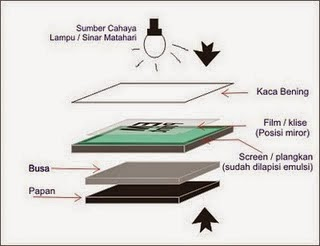 Sumber Cahaya
Lampu / Sinar Matahari
Kaca Bening
Film / klise
(Posisi miror)
Screen / plangkan
(sudah dilapisi emulsi)
Busa
Papan